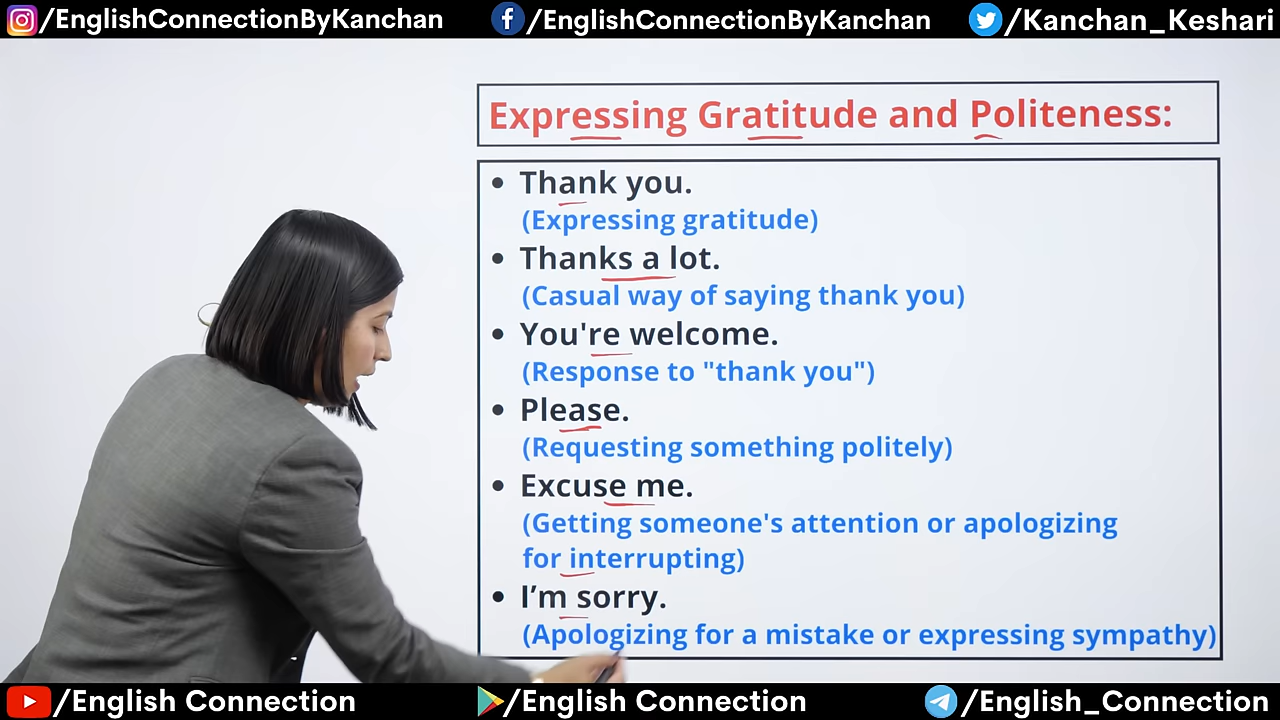 /EnglishConnectionByKanchan /EnglishConnectionByKanchan /Kanchan_Keshari
Expressing Gratitude and Politeness:
• Thank you.
(Expressing gratitude)
• Thanks a lot.
(Casual way of saying thank you)
• You're welcome.
(Response to "thank you")
• Please.
(Requesting something politely)
• Excuse me.
(Getting someone's attention or apologizing
for interrupting)
• I’m sorry.
(Apologizing for a mistake or expressing sympathy)
/English Connection /English Connection /English_Connection